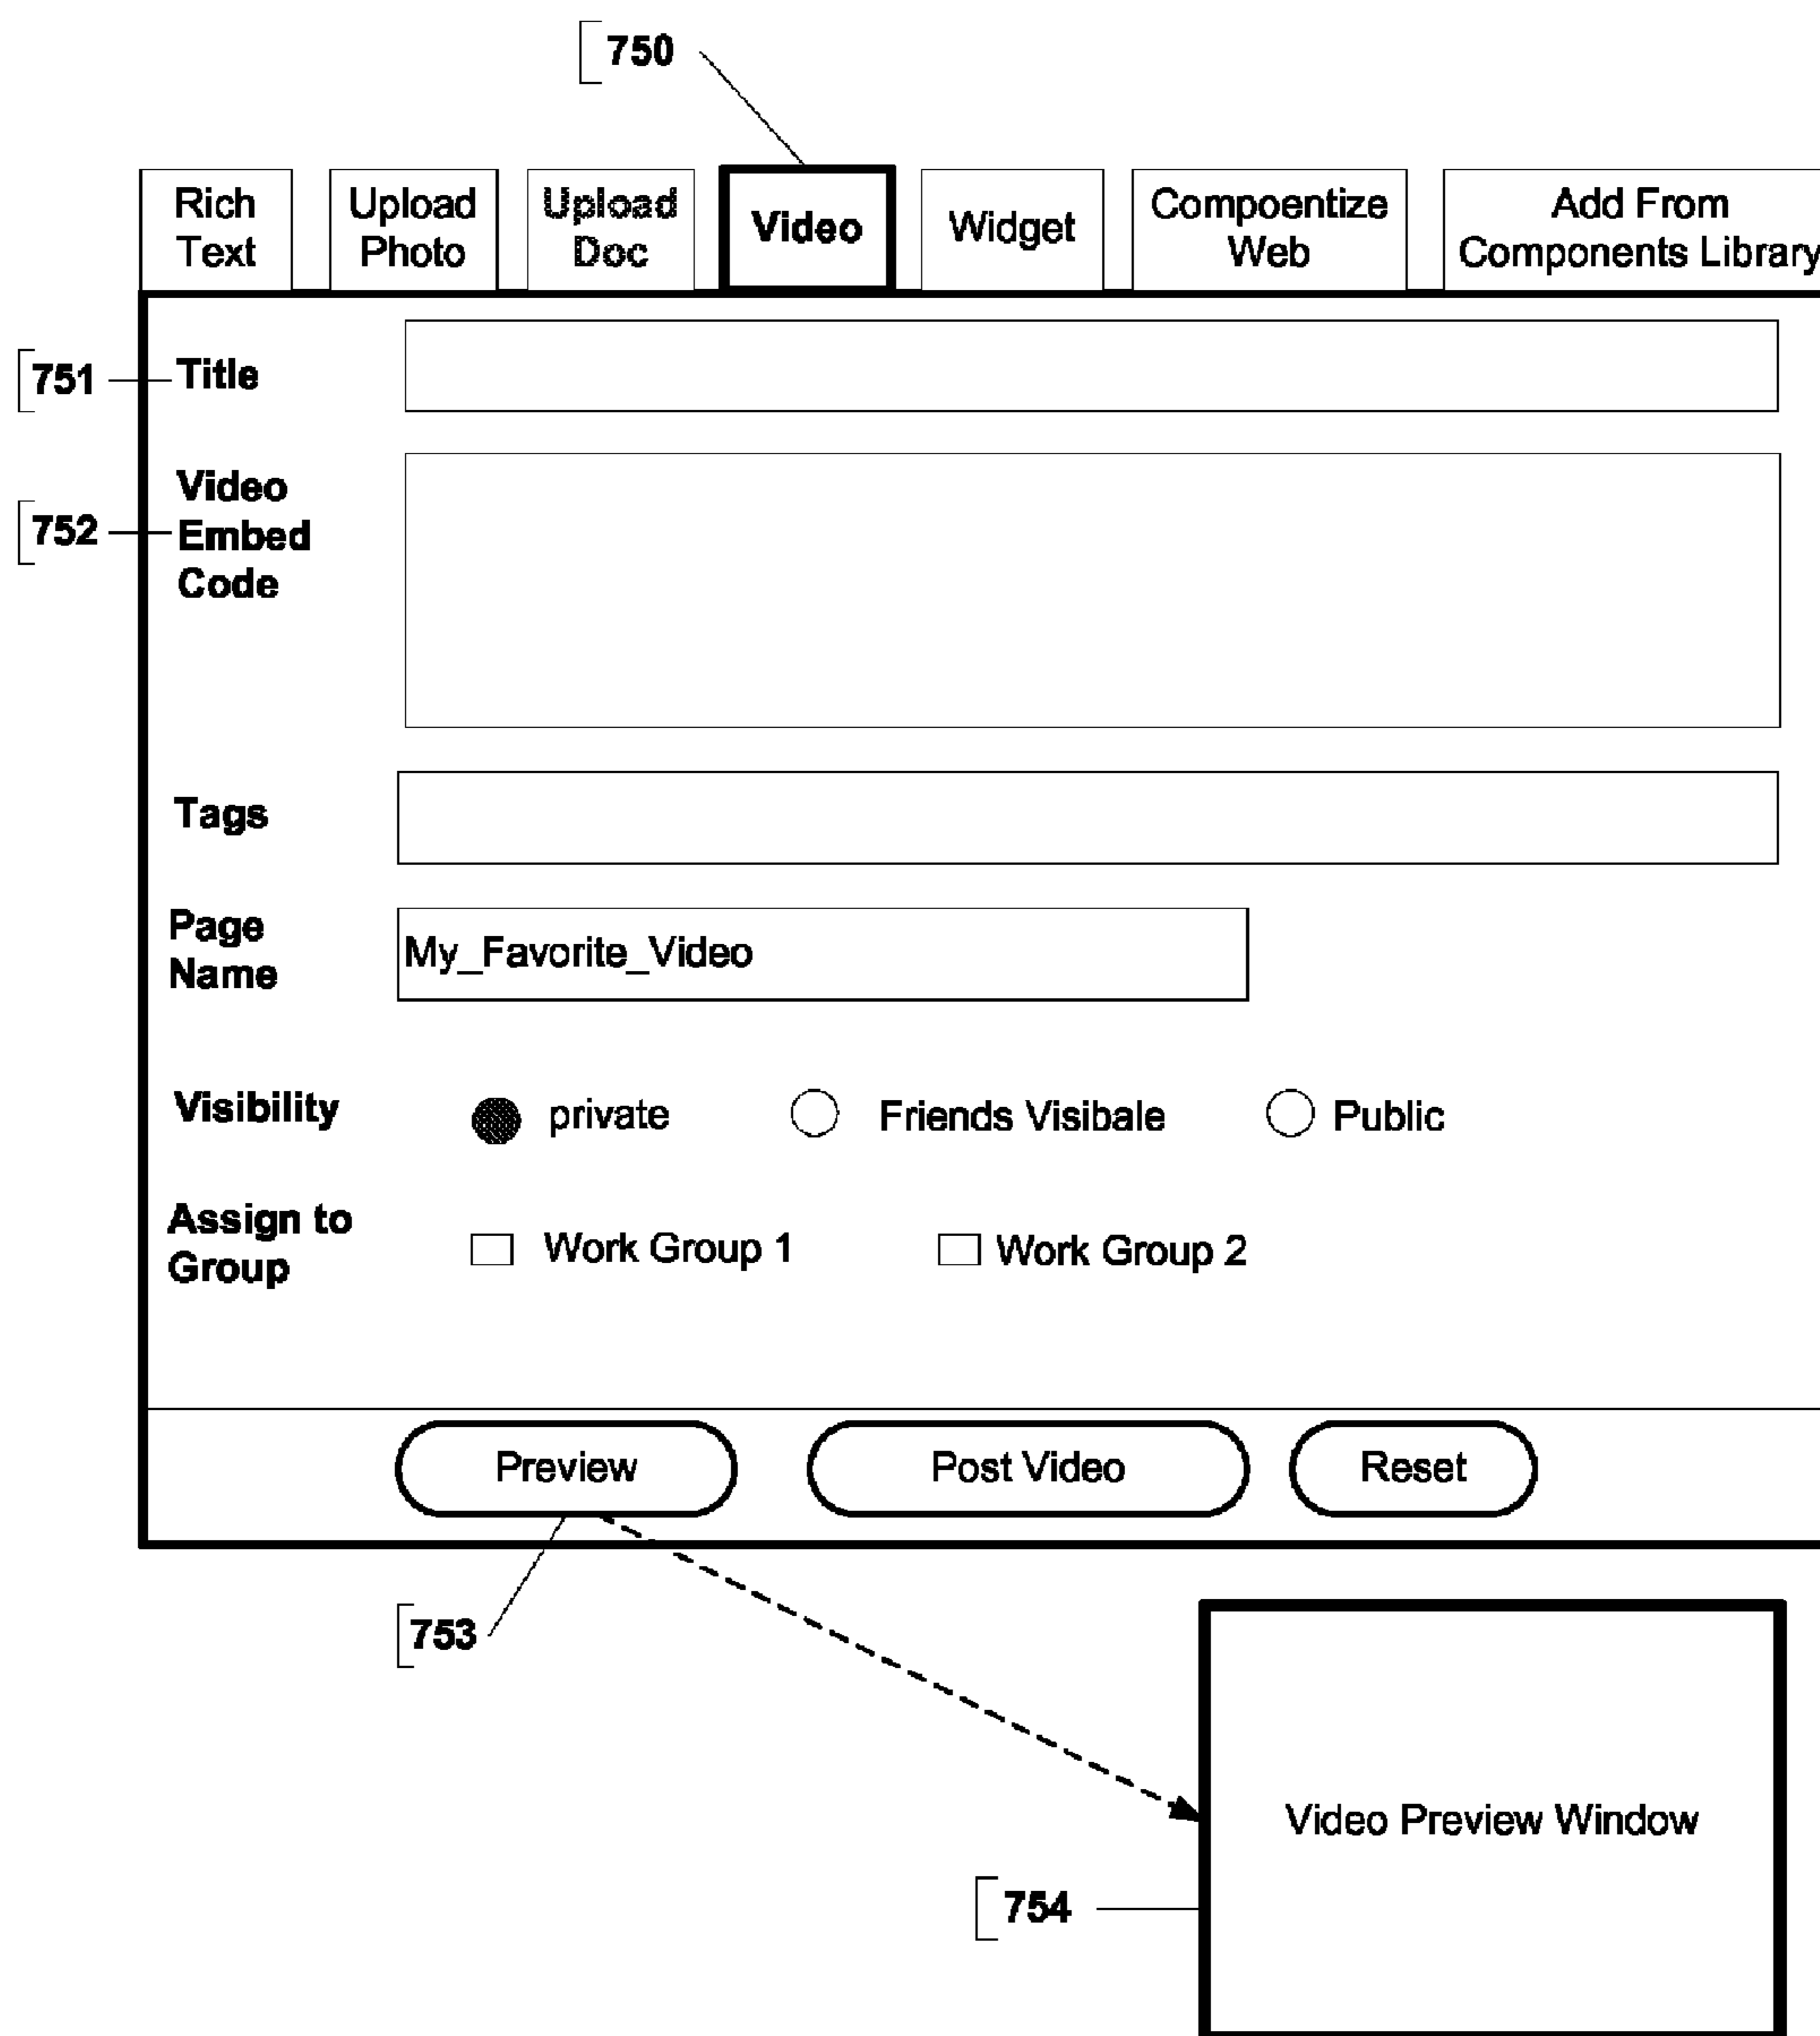 750
Rich
Text
Upload
Photo
Upload
Doc
Video
Widget
Compoentize
Web
Add From
Components Library
751
Title
752
Video
Embed
Code
Tags
Page
Name
My_Favorite_Video
Visibility
private
Friends Visibale
Public
Assign to
Group
Work Group 1
Work Group 2
Preview
Post Video
Reset
753
Video Preview Window
754